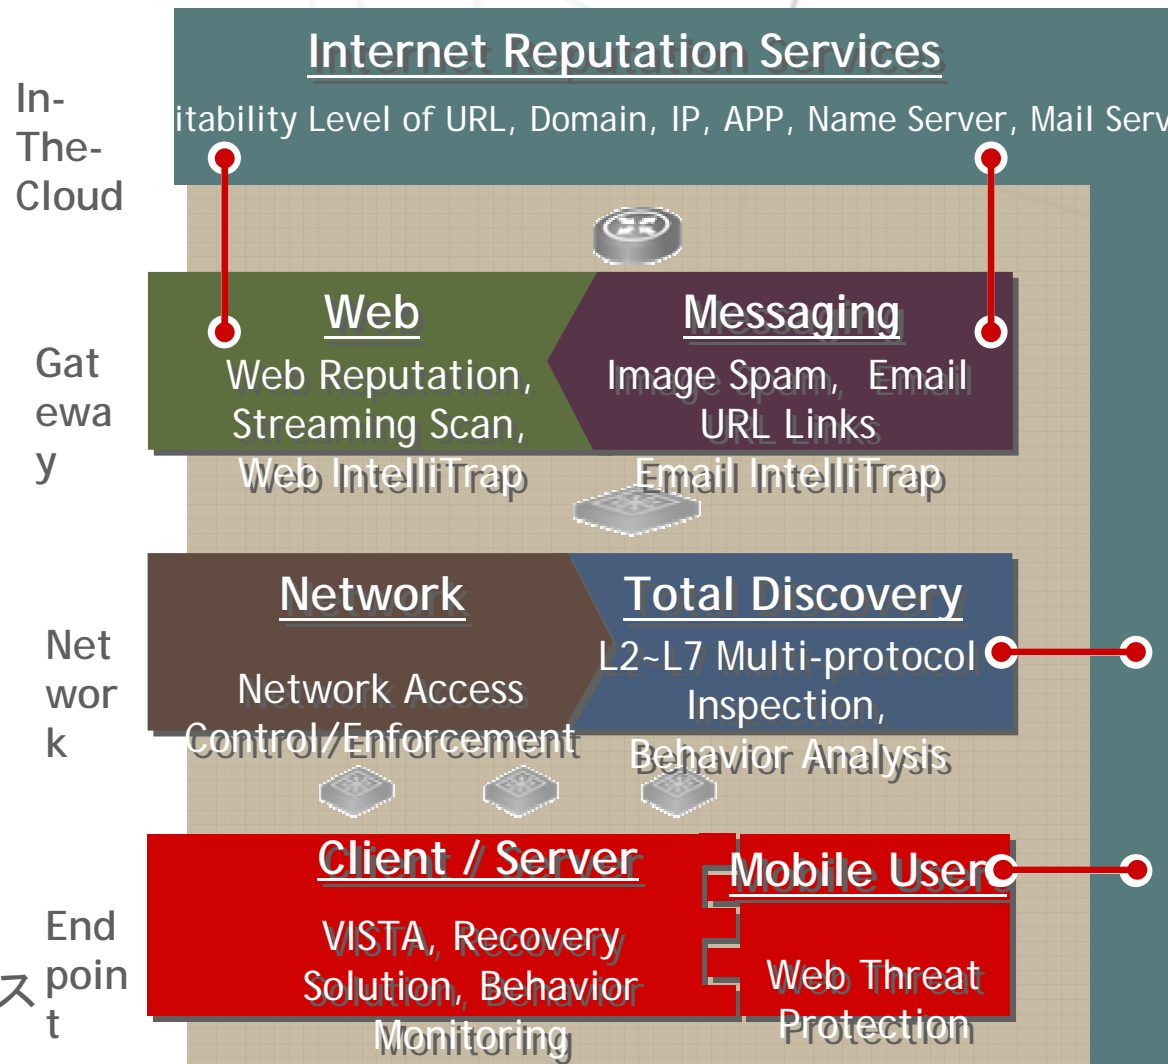 Internet Reputation Services
In-
The-
Cloud
itability Level of URL, Domain, IP, APP, Name Server, Mail Serv
Web
Web Reputation,
Streaming Scan,
Web IntelliTrap
Messaging
Image Spam, Email
URL Links
Email IntelliTrap
Gat
ewa
y
Network
Network Access
Control/Enforcement
Total Discovery
L2~L7 Multi-protocol
Inspection,
Behavior Analysis
Net
wor
k
Client / Server
VISTA, Recovery
Solution, Behavior
Monitoring
Mobile User
Web Threat
Protection
End
poin
t
ス